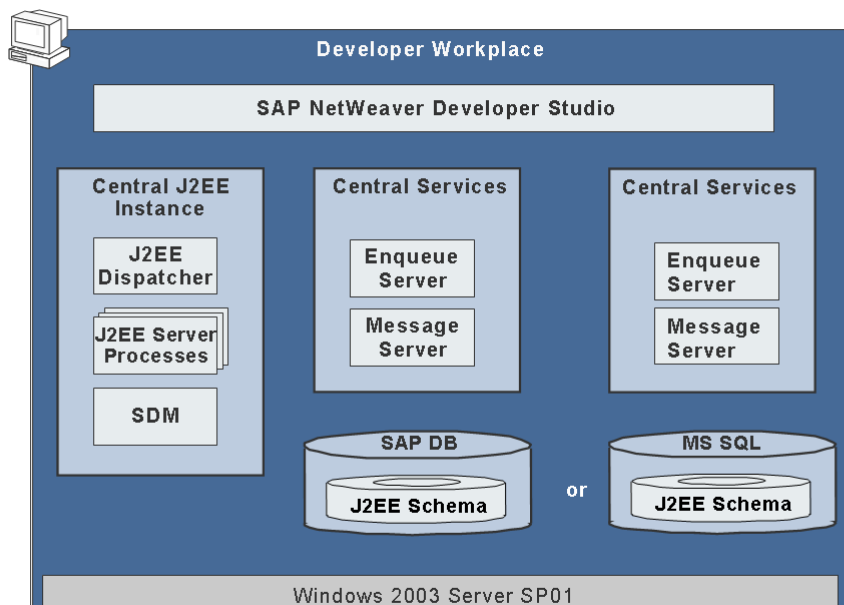 Developer Workplace
SAP NetWeaver Developer Studio
Central J2EE
Instance
J2EE
Dispatcher
J2EE Server
Processes
SDM
Central Services
Enqueue
Server
Message
Server
Central Services
Enqueue
Server
Message
Server
SAP DB
J2EE Schema
or
MS SQL
J2EE Schema
Windows 2003 Server SP01